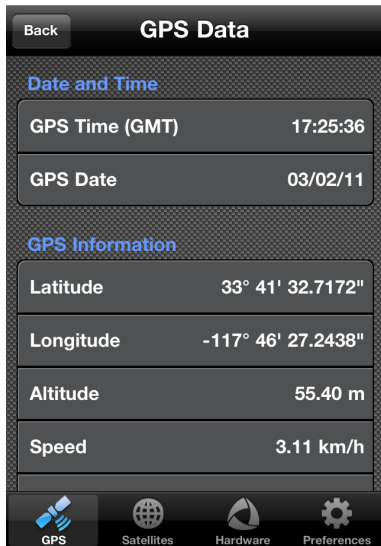 Back GPS Data
Date and Time
GPS Time (GMT) 17:25:36
GPS Date 03/02/11
GPS Information
Latitude 33° 41' 32.7172"
Longitude -117° 46' 27.2438"
Altitude 55.40 m
Speed 3.11 km/h
GPS Satellites Hardware Preferences